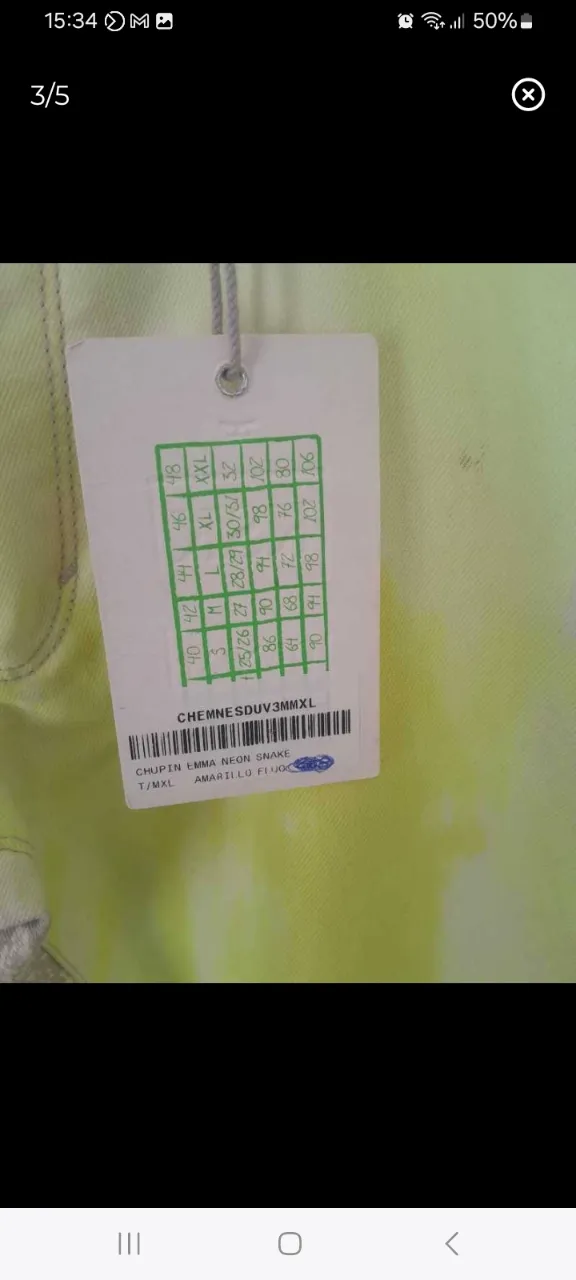 15:34
50%
3/5
48 XXL 32 102 80 106
46 XL 30/31 98 76 102
44 L 28/29 94 72 98
42 M 27 90 68 94
40 S 25/26 86 64 90
CHEMNESDUV3MMXL
CHUPIN EMMA NEON SNAKE
T/MXL AMARILLO FLUO